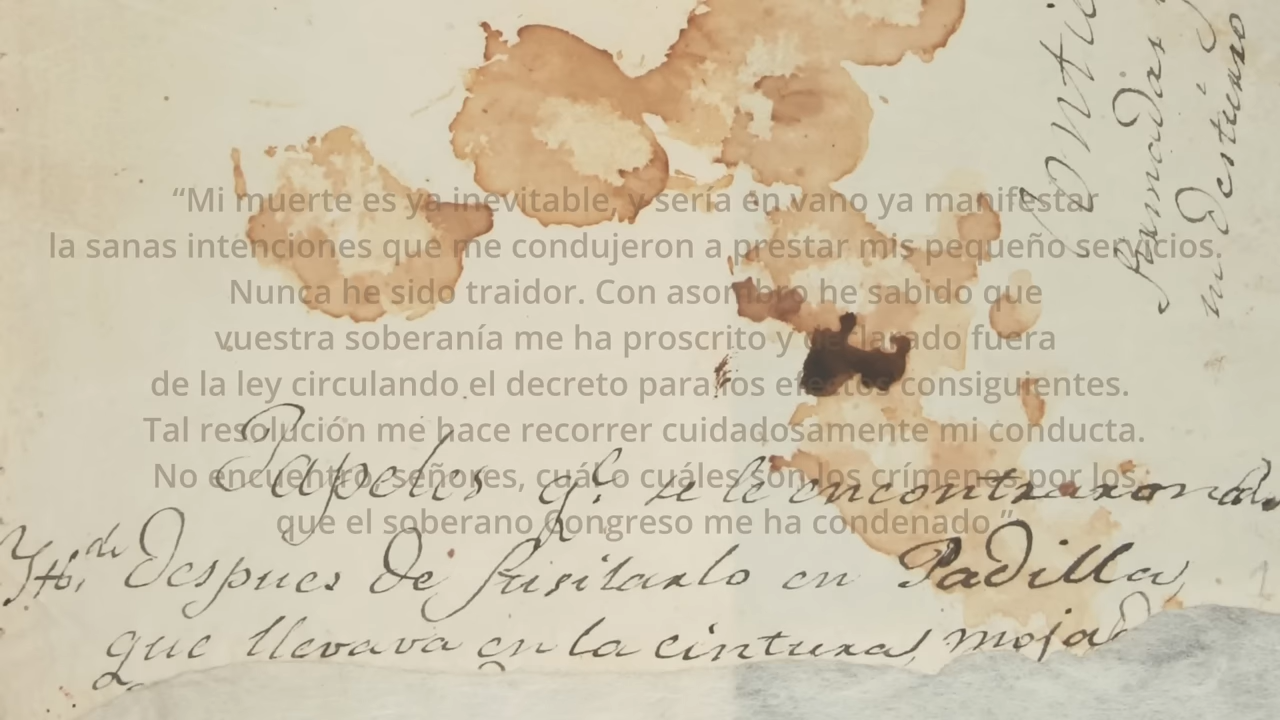 “Mi muerte es ya inevitable, y sería en vano ya manifestar
la sanas intenciones que me condujeron a prestar mis pequeño servicios.
Nunca he sido traidor. Con asombro he sabido que
vuestra soberanía me ha proscrito y declarado fuera
de la ley circulando el decreto para los efectos consiguientes.
Tal resolución me hace recorrer cuidadosamente mi conducta.
No encuentro, señores, cuál o cuáles son los crímenes por los
que el soberano Congreso me ha condenado”
Papeles q.e se le encontraron
despues de fusilarlo en Padilla,
que llevava en la cintura,